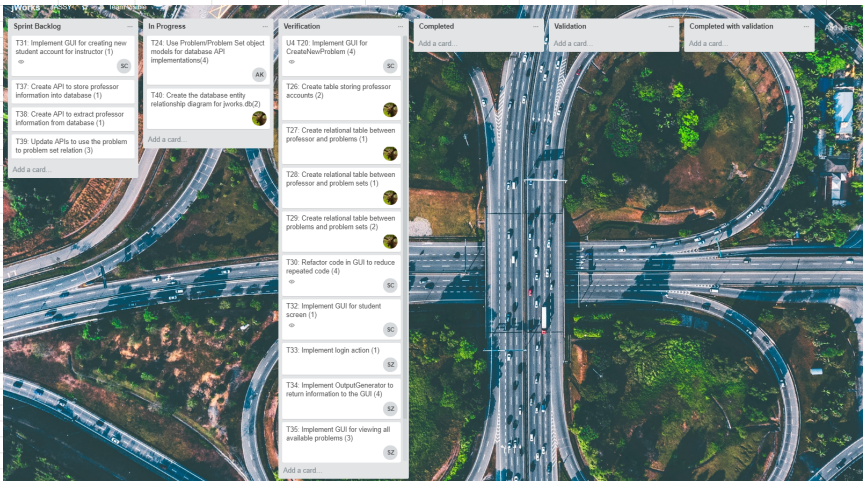 jWorks
Sprint Backlog
T31: Implement GUI for creating new
student account for instructor (1)
SC
T37: Create API to store professor
information into database (1)
T38: Create API to extract professor
information from database (1)
T39: Update APIs to use the problem
to problem set relation (3)
Add a card...
In Progress
T24: Use Problem/Problem Set object
models for database API
implementations(4)
AK
T40: Create the database entity
relationship diagram for jworks.db(2)
Add a card...
Verification
U4 T20: Implement GUI for
CreateNewProblem (4)
SC
T26: Create table storing professor
accounts (2)
T27: Create relational table between
professor and problems (1)
T28: Create relational table between
professor and problem sets (1)
T29: Create relational table between
problems and problem sets (2)
T30: Refactor code in GUI to reduce
repeated code (4)
SC
T32: Implement GUI for student
screen (1)
SC
T33: Implement login action (1)
SZ
T34: Implement OutputGenerator to
return information to the GUI (4)
SZ
T35: Implement GUI for viewing all
available problems (3)
SZ
Add a card...
Completed
Add a card...
Validation
Add a card...
Completed with validation
Add a card...
Add a list...